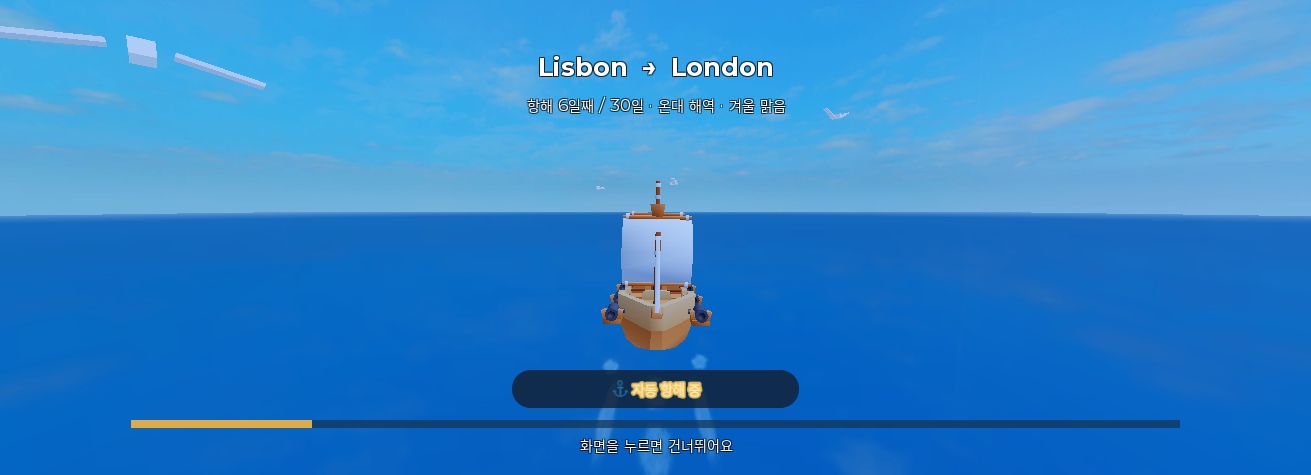 Lisbon → London
항해 6일째 / 30일 · 온대 해역 · 겨울 맑음
⚓ 자동 항해 중
화면을 누르면 건너뛰어요